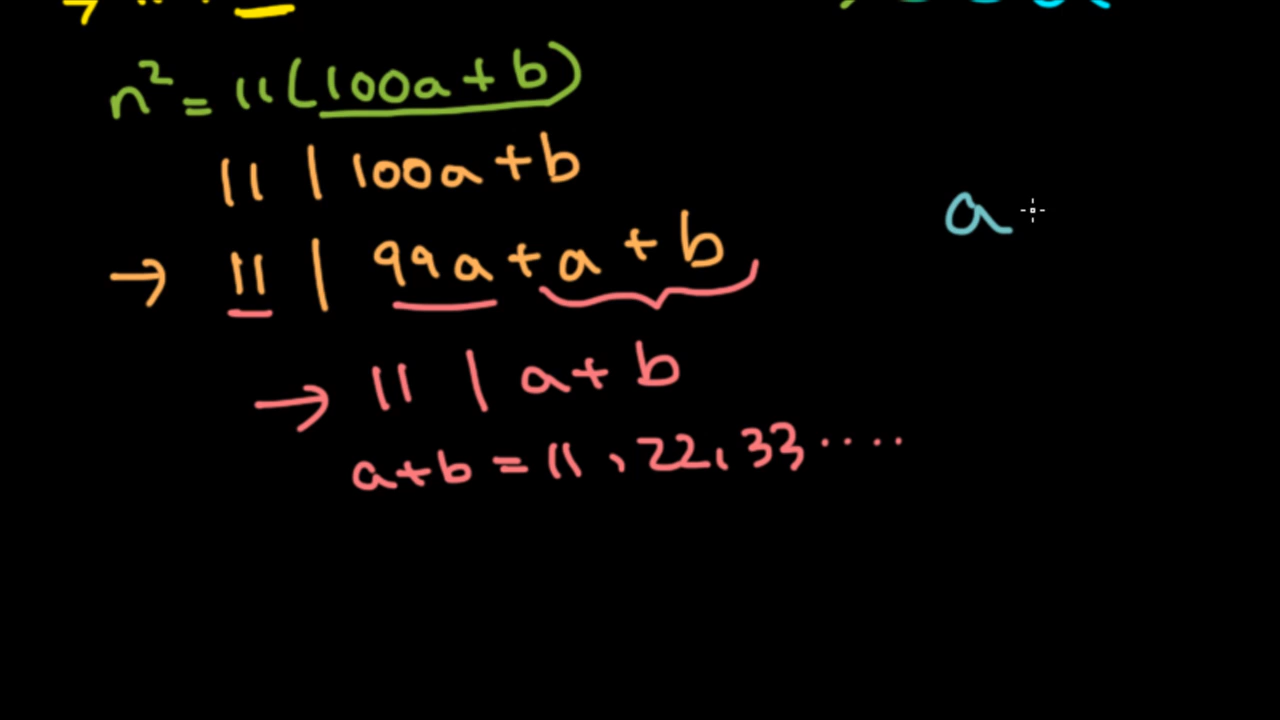 n² = 11(100a + b)
11 | 100a + b
→ 11 | 99a + a + b
a
→ 11 | a + b
a + b = 11, 22, 33 ....